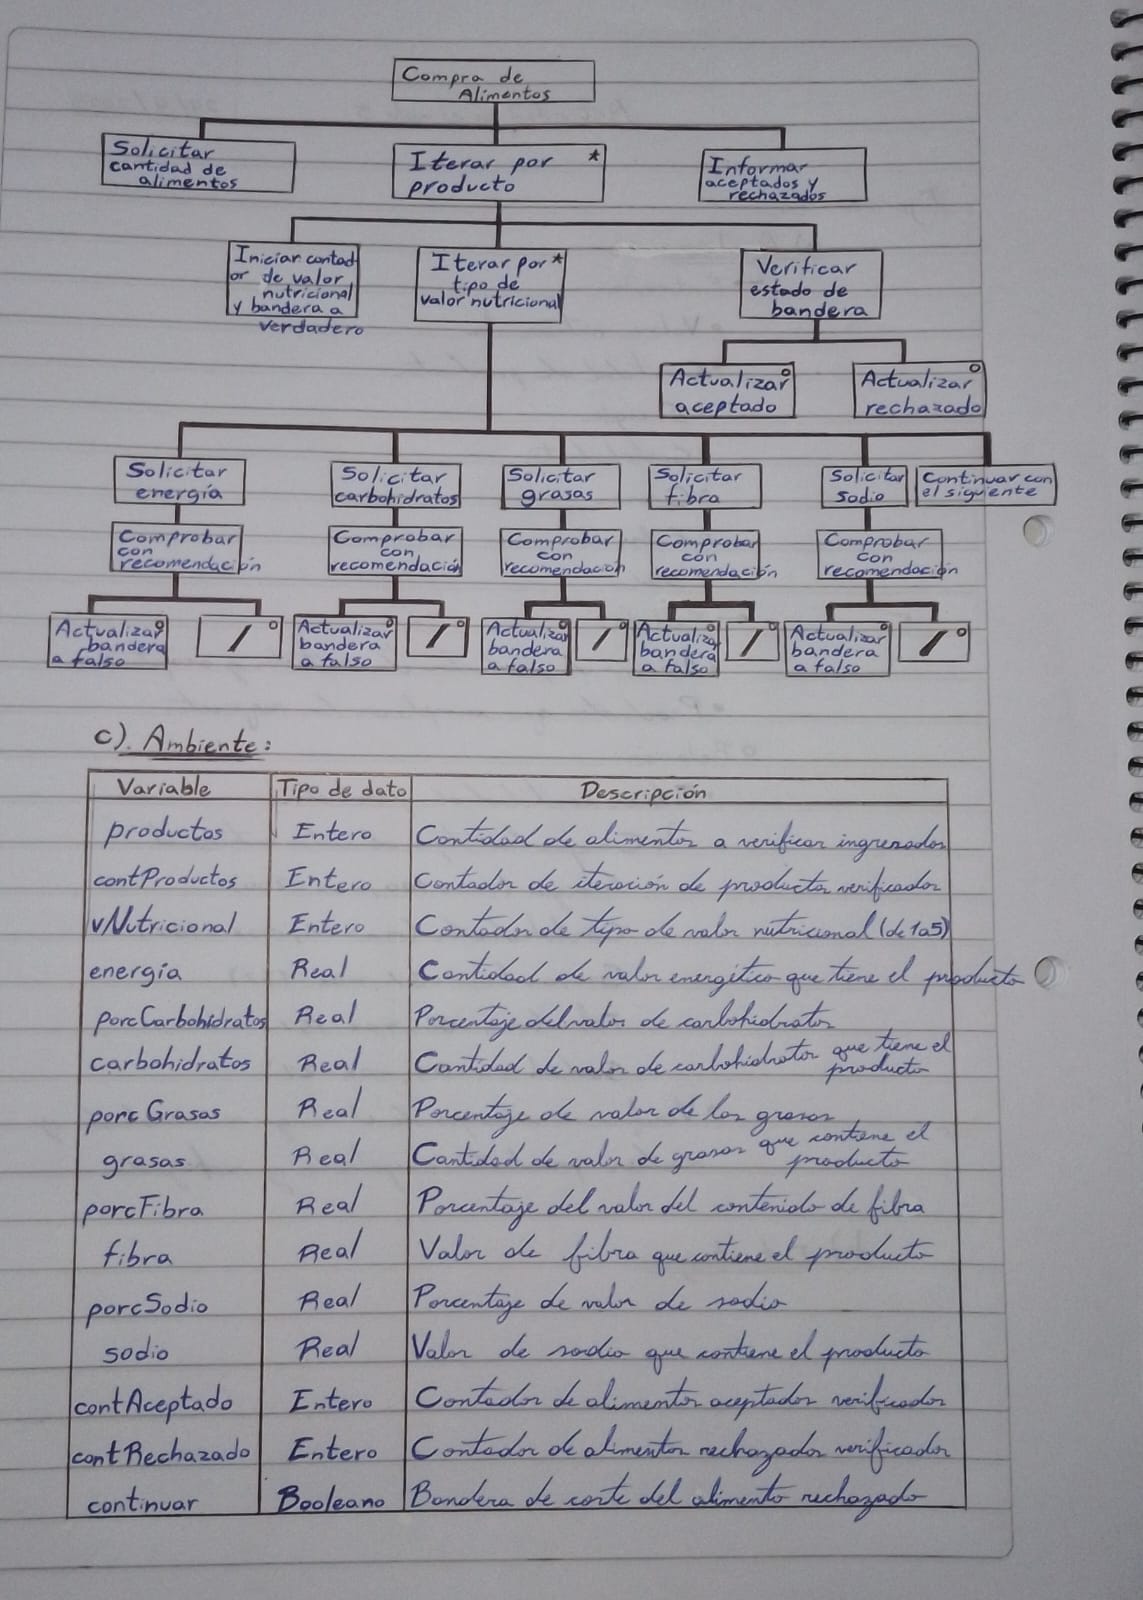 Compra de
Alimentos
Solicitar
cantidad de
alimentos
Iterar por *
producto
Informar
aceptados y
rechazados
Iniciar contad
or de valor
nutricional
y bandera a
verdadero
Iterar por *
tipo de
valor nutricional
Verificar
estado de
bandera
Actualizar
aceptado
Actualizar
rechazado
Solicitar
energía
Solicitar
carbohidratos
Solicitar
grasas
Solicitar
fibra
Solicitar
Sodio
Continuar con
el siguiente
Comprobar
con
recomendación
Comprobar
con
recomendación
Comprobar
con
recomendación
Comprobar
con
recomendación
Comprobar
con
recomendación
Actualizar
bandera
a falso
Actualizar
bandera
a falso
Actualizar
bandera
a falso
Actualizar
bandera
a falso
Actualizar
bandera
a falso
c). Ambiente:
Variable Tipo de dato Descripción
productos Entero Cantidad de alimentos a verificar ingresados
contProductos Entero Contador de iteración de productos verificados
vNutricional Entero Contador de tipo de valor nutricional (de 1 a 5)
energía Real Cantidad de valor energético que tiene el producto
porcCarbohidratos Real Porcentaje del valor de carbohidratos
carbohidratos Real Cantidad de valor de carbohidratos que tiene el
producto
porcGrasas Real Porcentaje de valor de las grasas
grasas Real Cantidad de valor de grasas que contiene el
producto
porcFibra Real Porcentaje del valor del contenido de fibra
fibra Real Valor de fibra que contiene el producto
porcSodio Real Porcentaje de valor de sodio
sodio Real Valor de sodio que contiene el producto
contAceptado Entero Contador de alimentos aceptados verificados
contRechazado Entero Contador de alimentos rechazados verificados
continuar Booleano Bandera de corte del alimento rechazado